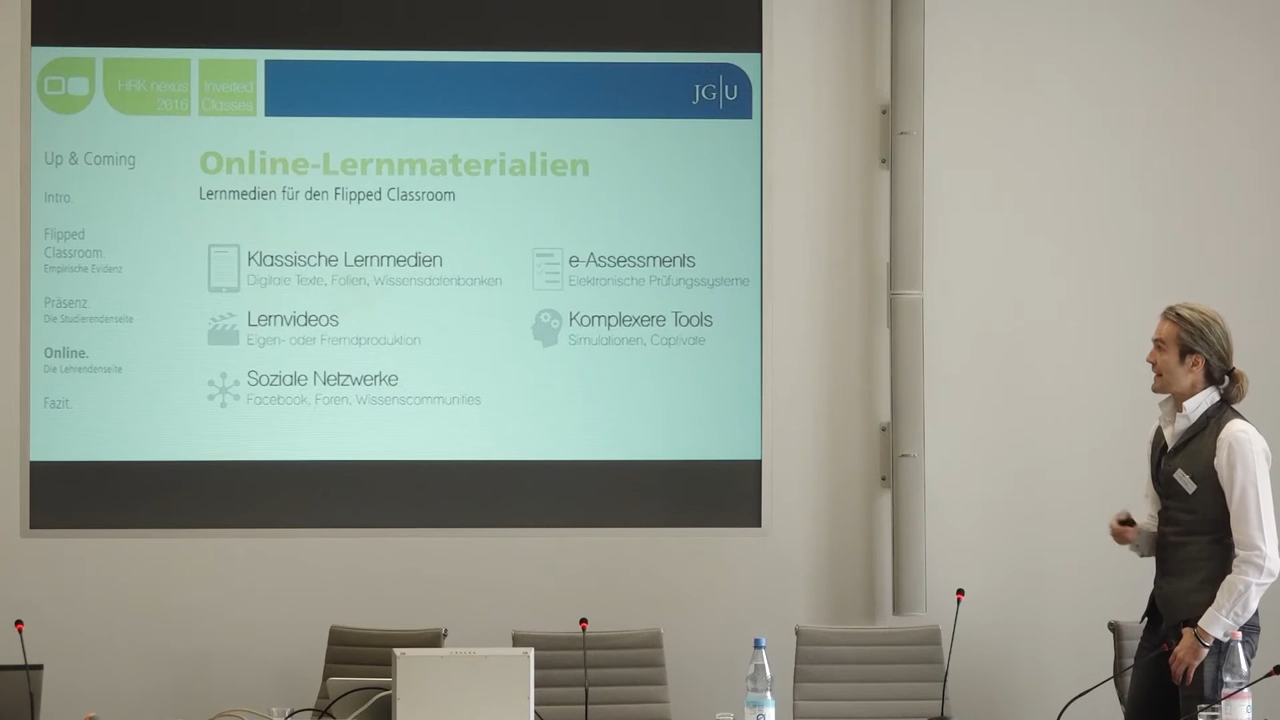 HRK nexus
2016
Inverted
Classes
JG|U
Up & Coming
Intro.
Flipped
Classroom.
Empirische Evidenz
Präsenz.
Die Studierendenseite
Online.
Die Lehrendenseite
Fazit.
Online-Lernmaterialien
Lernmedien für den Flipped Classroom
Klassische Lernmedien
Digitale Texte, Folien, Wissensdatenbanken
Lernvideos
Eigen- oder Fremdproduktion
Soziale Netzwerke
Facebook, Foren, Wissenscommunities
e-Assessments
Elektronische Prüfungssysteme
Komplexere Tools
Simulationen, Captivate